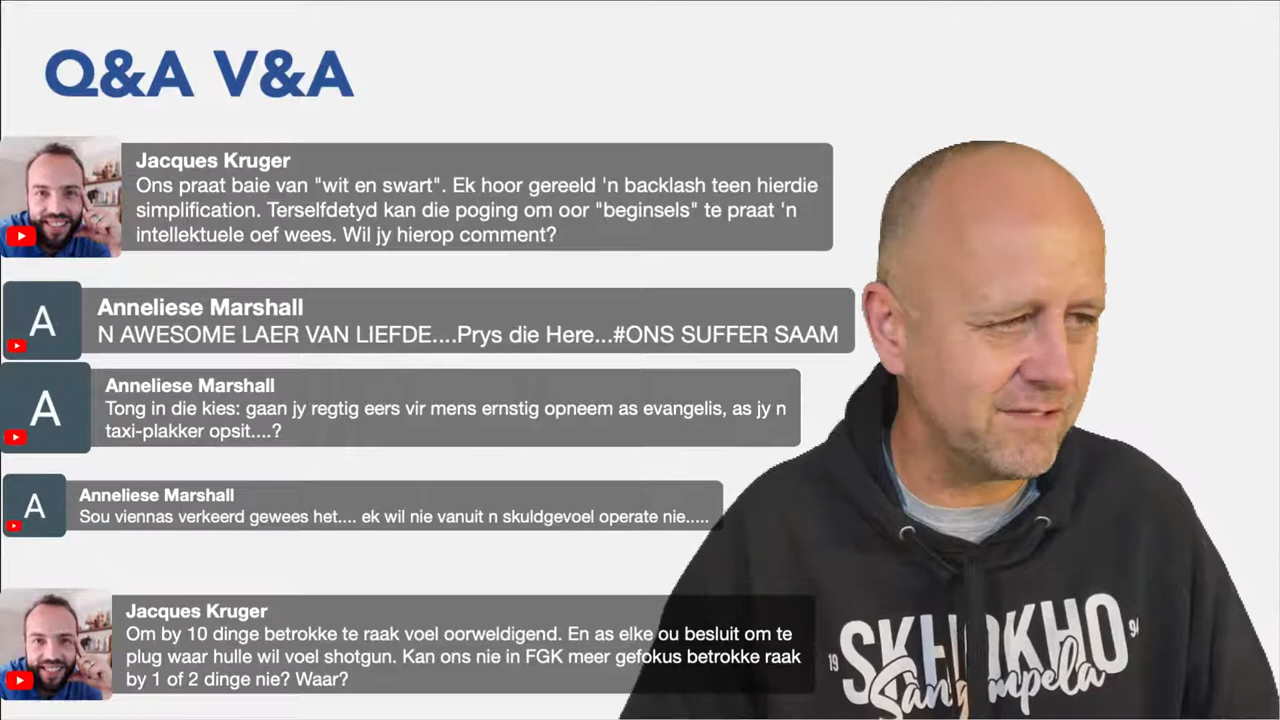 Q&A V&A
Jacques Kruger
Ons praat baie van "wit en swart". Ek hoor gereeld 'n backlash teen hierdie
simplification. Terselfdetyd kan die poging om oor "beginsels" te praat 'n
intellektuele oef wees. Wil jy hierop comment?
A
Anneliese Marshall
N AWESOME LAER VAN LIEFDE....Prys die Here...#ONS SUFFER SAAM
A
Anneliese Marshall
Tong in die kies: gaan jy regtig eers vir mens ernstig opneem as evangelis, as jy n
taxi-plakker opsit....?
A
Anneliese Marshall
Sou viennas verkeerd gewees het.... ek wil nie vanuit n skuldgevoel operate nie.....
Jacques Kruger
Om by 10 dinge betrokke te raak voel oorweldigend. En as elke ou besluit om te
plug waar hulle wil voel shotgun. Kan ons nie in FGK meer gefokus betrokke raak
by 1 of 2 dinge nie? Waar?
19
94